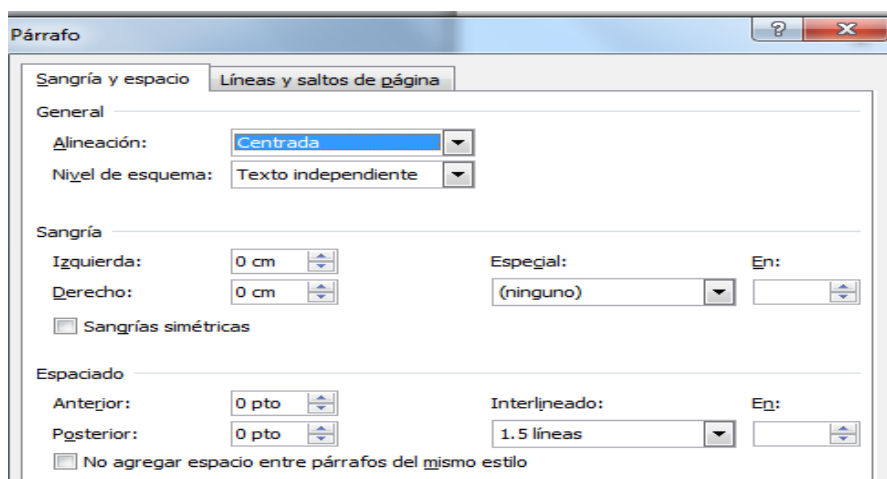 Párrafo
Sangría y espacio Líneas y saltos de página
General
Alineación: Centrada
Nivel de esquema: Texto independiente
Sangría
Izquierda: 0 cm Especial: En:
Derecho: 0 cm (ninguno)
Sangrías simétricas
Espaciado
Anterior: 0 pto Interlineado: En:
Posterior: 0 pto 1.5 líneas
No agregar espacio entre párrafos del mismo estilo